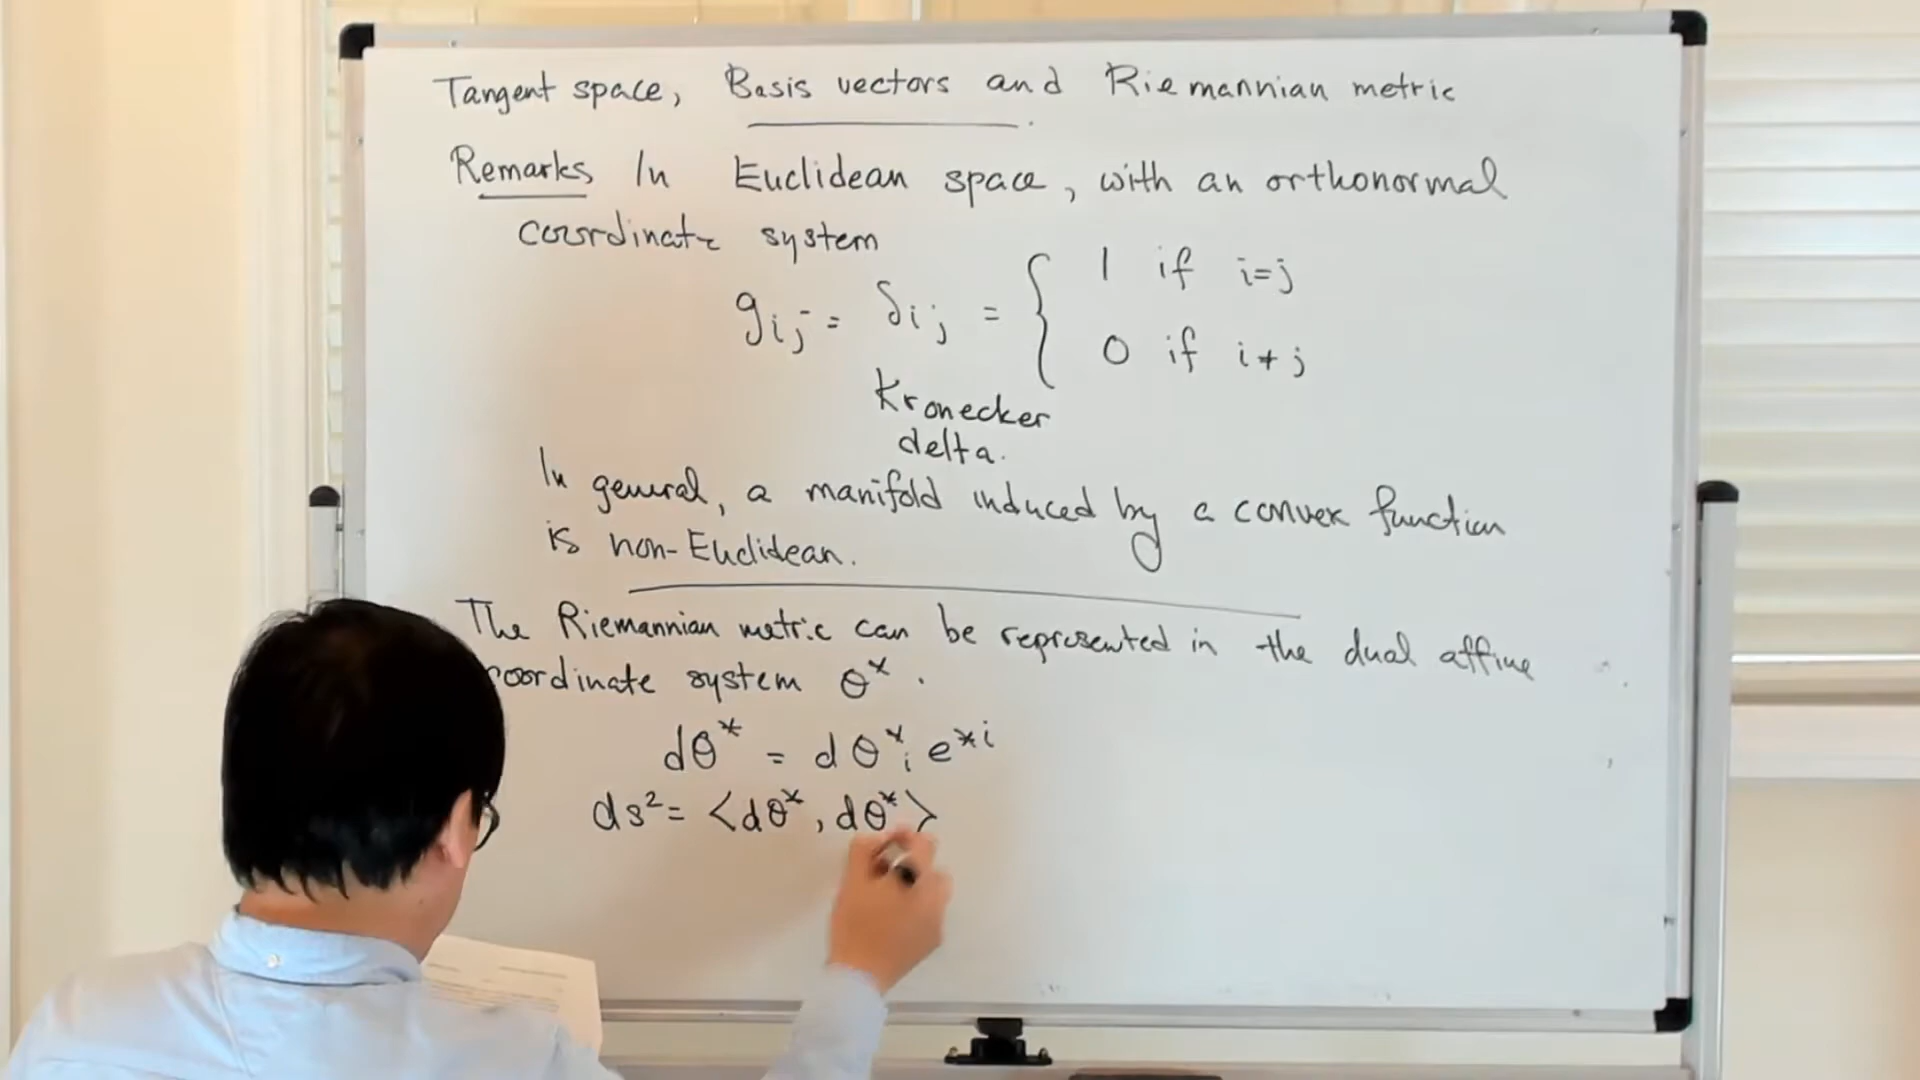 Tangent space, Basis vectors and Riemannian metric
Remarks In Euclidean space, with an orthonormal
coordinate system
gij = δij = { 1 if i=j
0 if i≠j
Kronecker
delta.
In general, a manifold induced by a convex function
is non-Euclidean.
The Riemannian metric can be represented in the dual affine
coordinate system θ*.
dθ* = dθ*i e*i
ds² = <dθ*, dθ*>